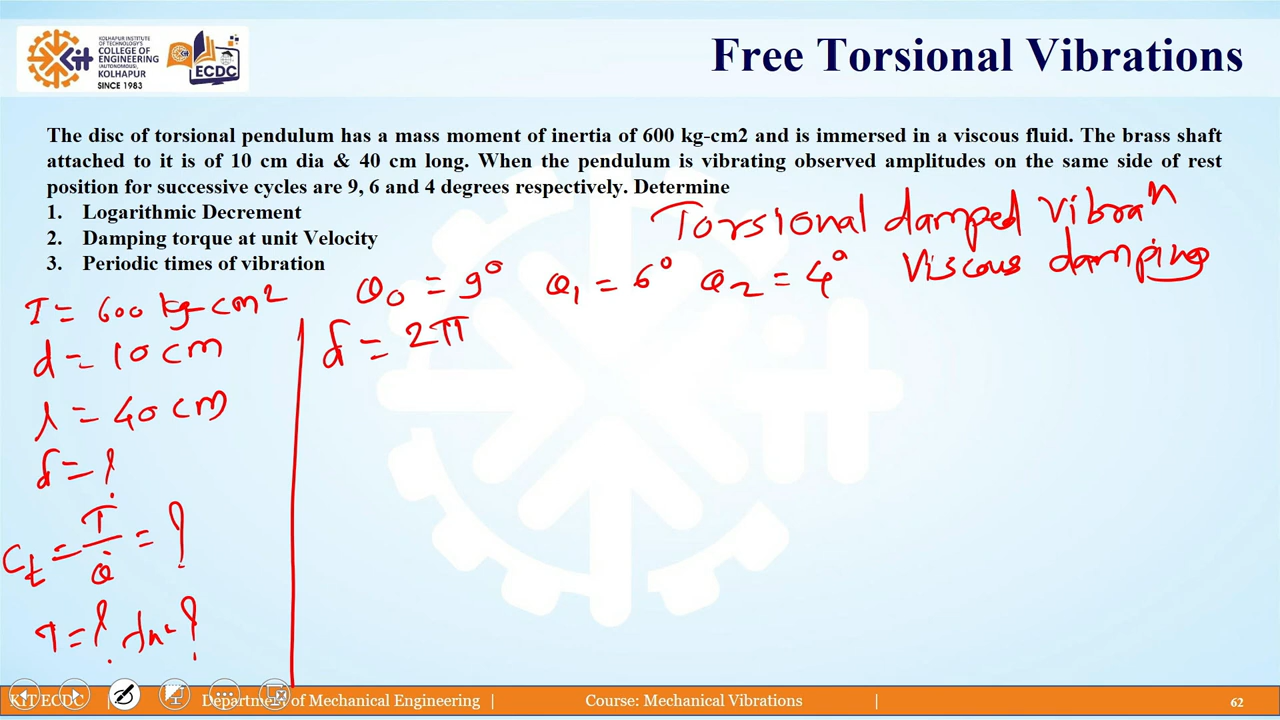 KOLHAPUR INSTITUTE
OF TECHNOLOGY'S
COLLEGE OF
ENGINEERING
(AUTONOMOUS),
KOLHAPUR
SINCE 1983
Kit
ECDC
Free Torsional Vibrations
The disc of torsional pendulum has a mass moment of inertia of 600 kg-cm2 and is immersed in a viscous fluid. The brass shaft
attached to it is of 10 cm dia & 40 cm long. When the pendulum is vibrating observed amplitudes on the same side of rest
position for successive cycles are 9, 6 and 4 degrees respectively. Determine
1. Logarithmic Decrement
2. Damping torque at unit Velocity
3. Periodic times of vibration
Torsional damped vibraⁿ
Viscous damping
θ₀ = 9° θ₁ = 6° θ₂ = 4°
I = 600 kg-cm²
d = 10 cm
l = 40 cm
δ = ?
C_t = T/θ̇ = ?
δ = 2π
KIT ECDC | Department of Mechanical Engineering | Course: Mechanical Vibrations | 62